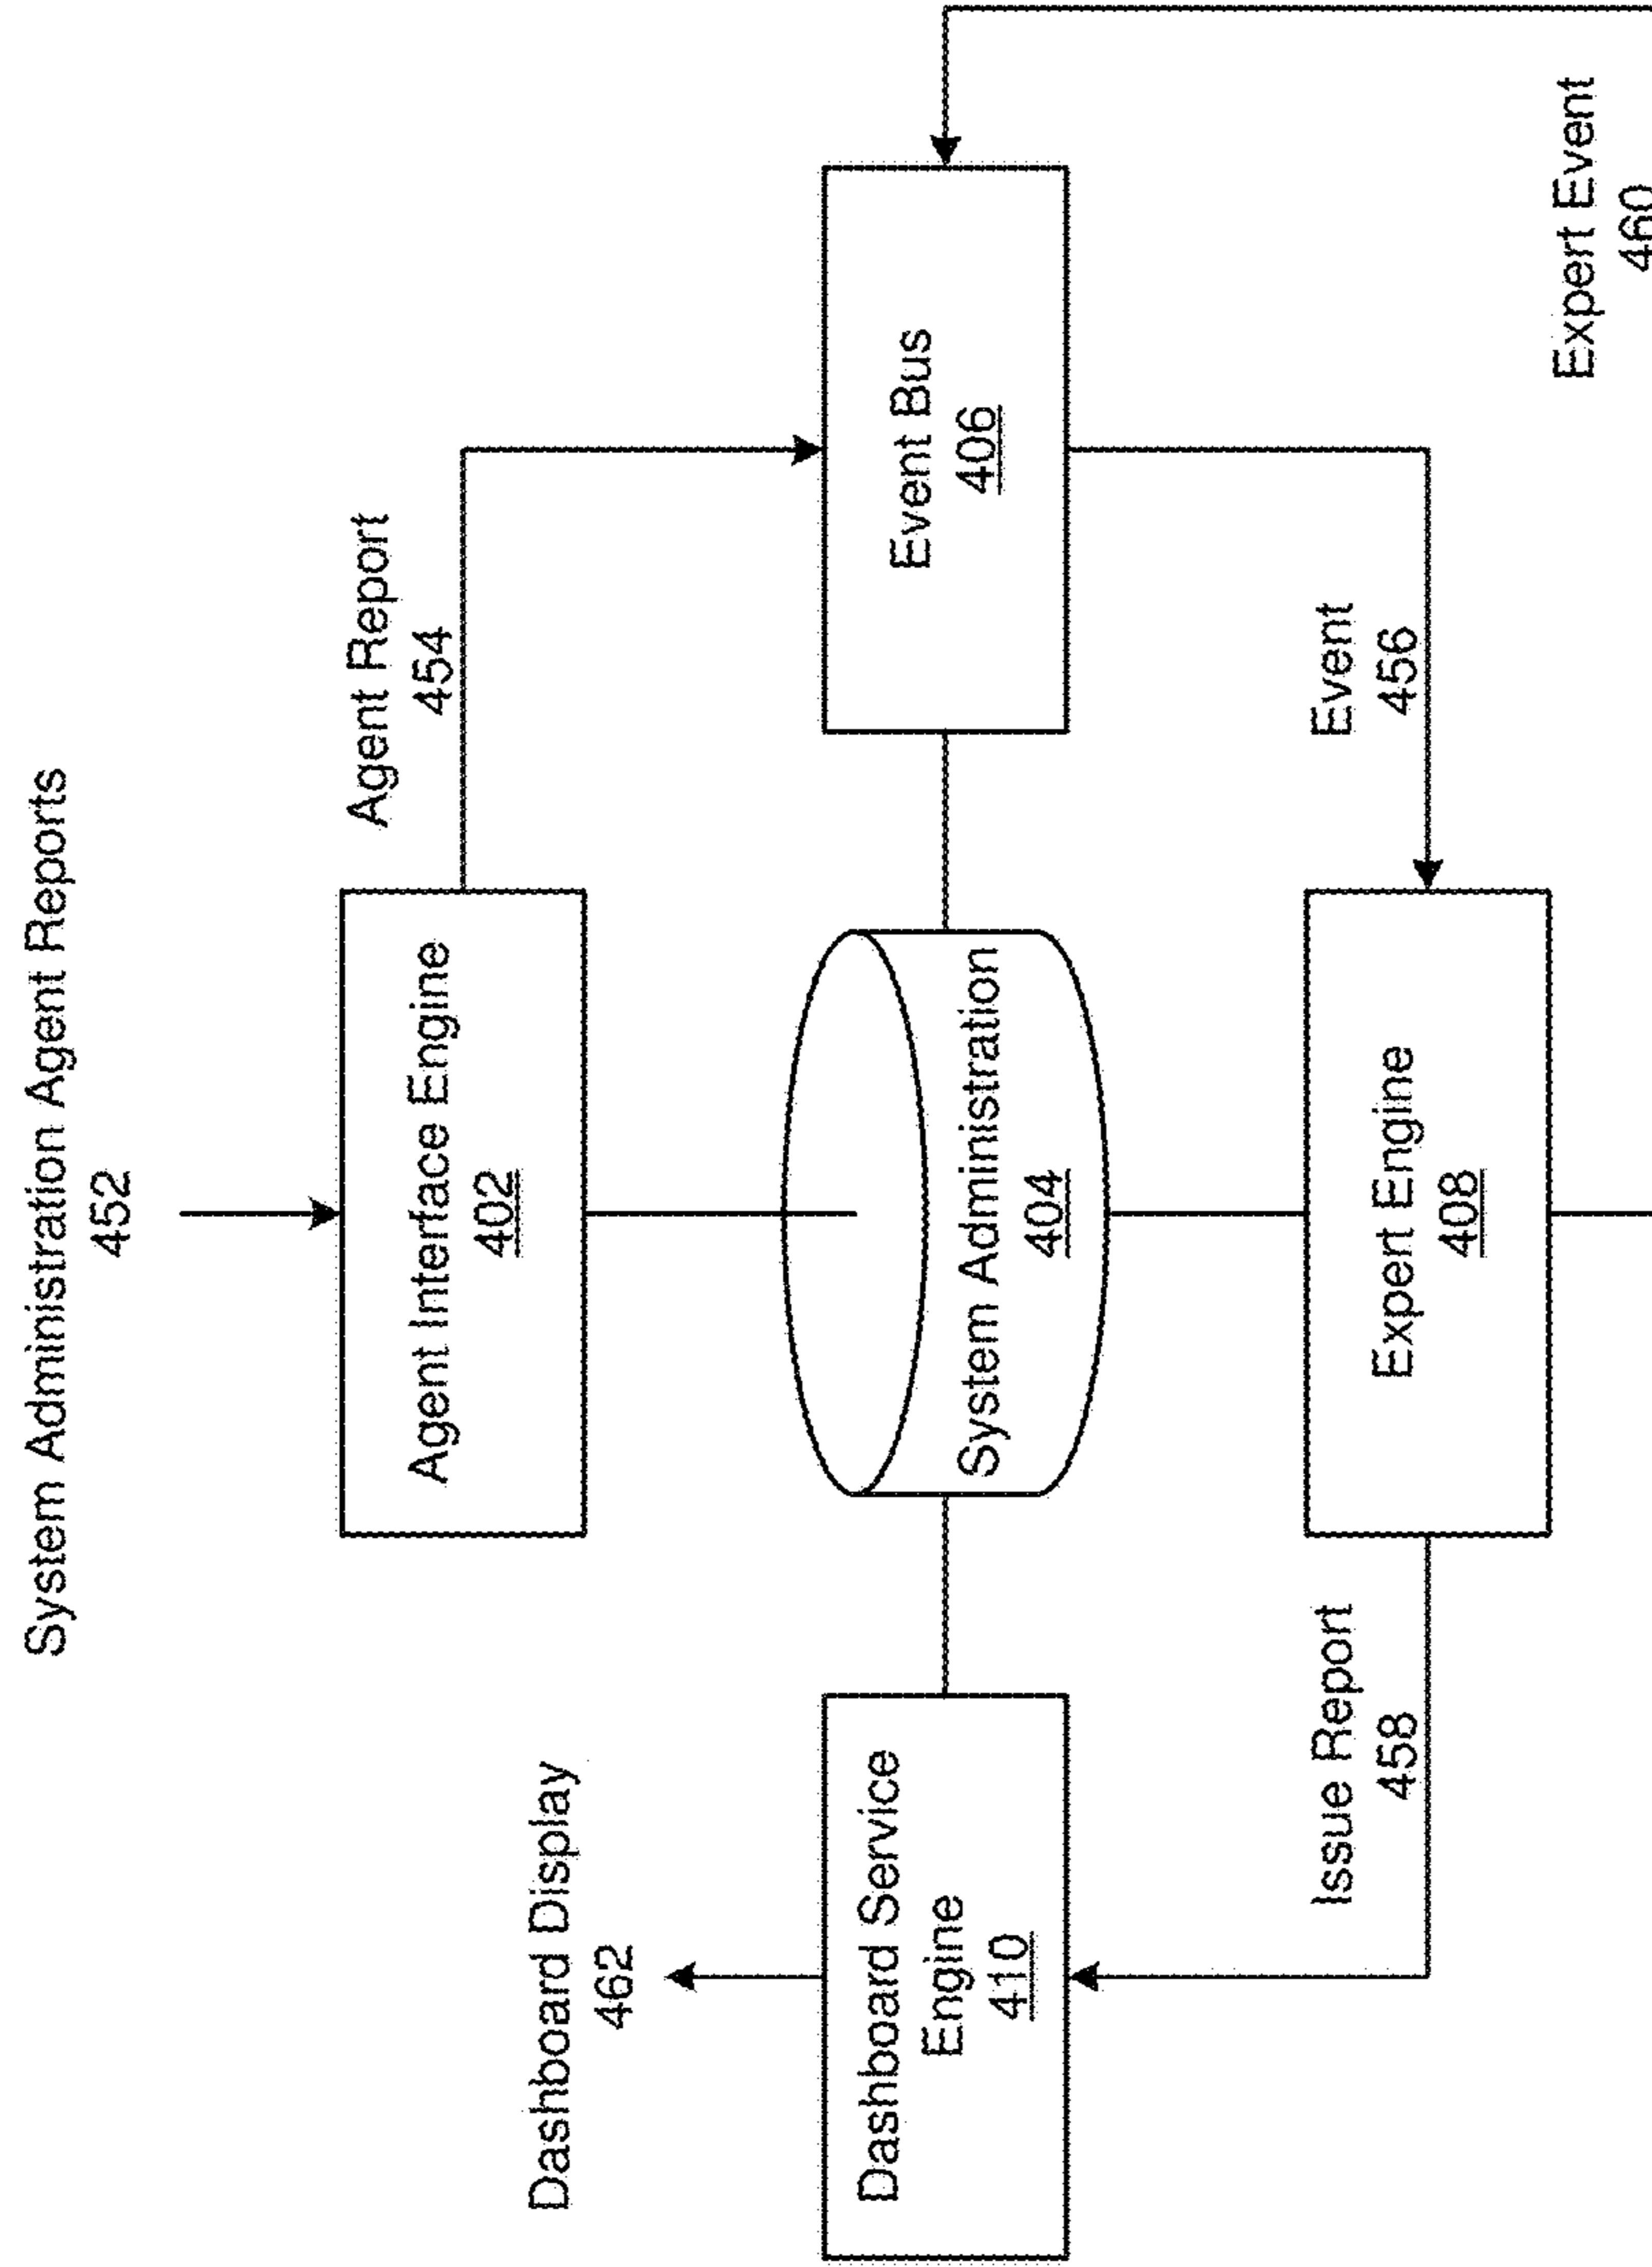 System Administration Agent Reports
452
Agent Interface Engine
402
Agent Report
454
Dashboard Display
462
Dashboard Service
Engine
410
System Administration
404
Event Bus
406
Issue Report
458
Expert Engine
408
Event
456
Expert Event
460